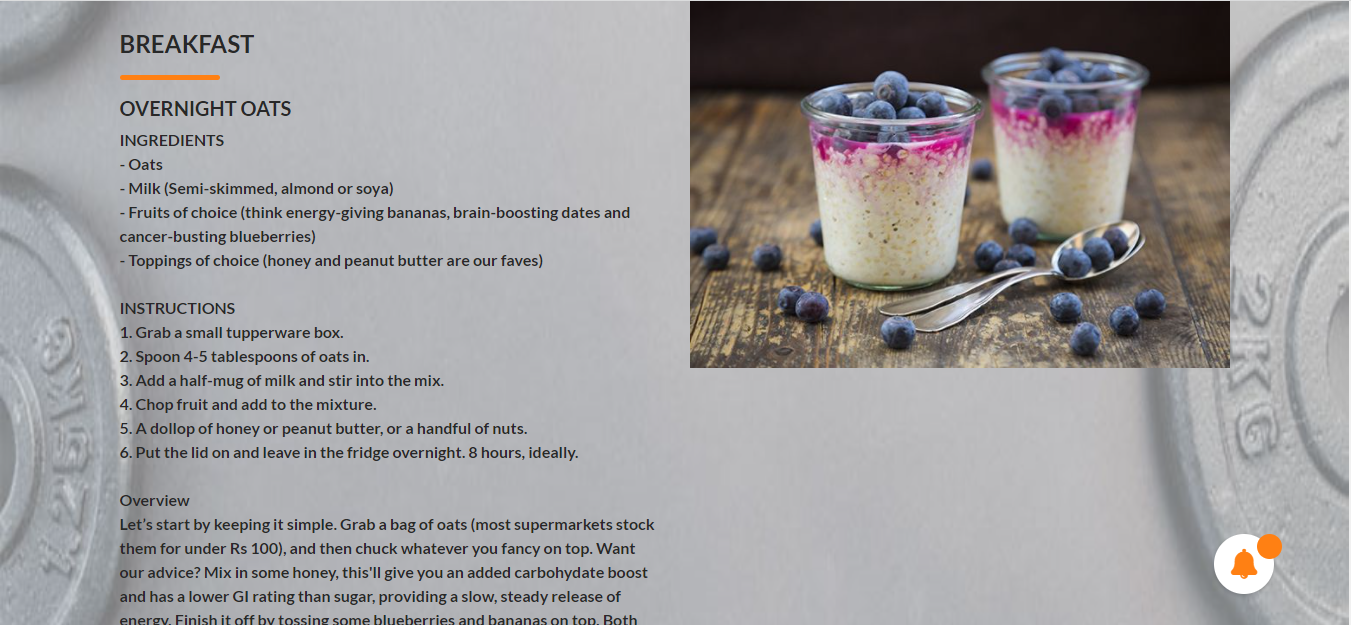 BREAKFAST
OVERNIGHT OATS
INGREDIENTS
- Oats
- Milk (Semi-skimmed, almond or soya)
- Fruits of choice (think energy-giving bananas, brain-boosting dates and
cancer-busting blueberries)
- Toppings of choice (honey and peanut butter are our faves)
INSTRUCTIONS
1. Grab a small tupperware box.
2. Spoon 4-5 tablespoons of oats in.
3. Add a half-mug of milk and stir into the mix.
4. Chop fruit and add to the mixture.
5. A dollop of honey or peanut butter, or a handful of nuts.
6. Put the lid on and leave in the fridge overnight. 8 hours, ideally.
Overview
Let's start by keeping it simple. Grab a bag of oats (most supermarkets stock
them for under Rs 100), and then chuck whatever you fancy on top. Want
our advice? Mix in some honey, this'll give you an added carbohydate boost
and has a lower GI rating than sugar, providing a slow, steady release of
energy. Finish it off by tossing some blueberries and bananas on top. Both
1.25KG
2KG